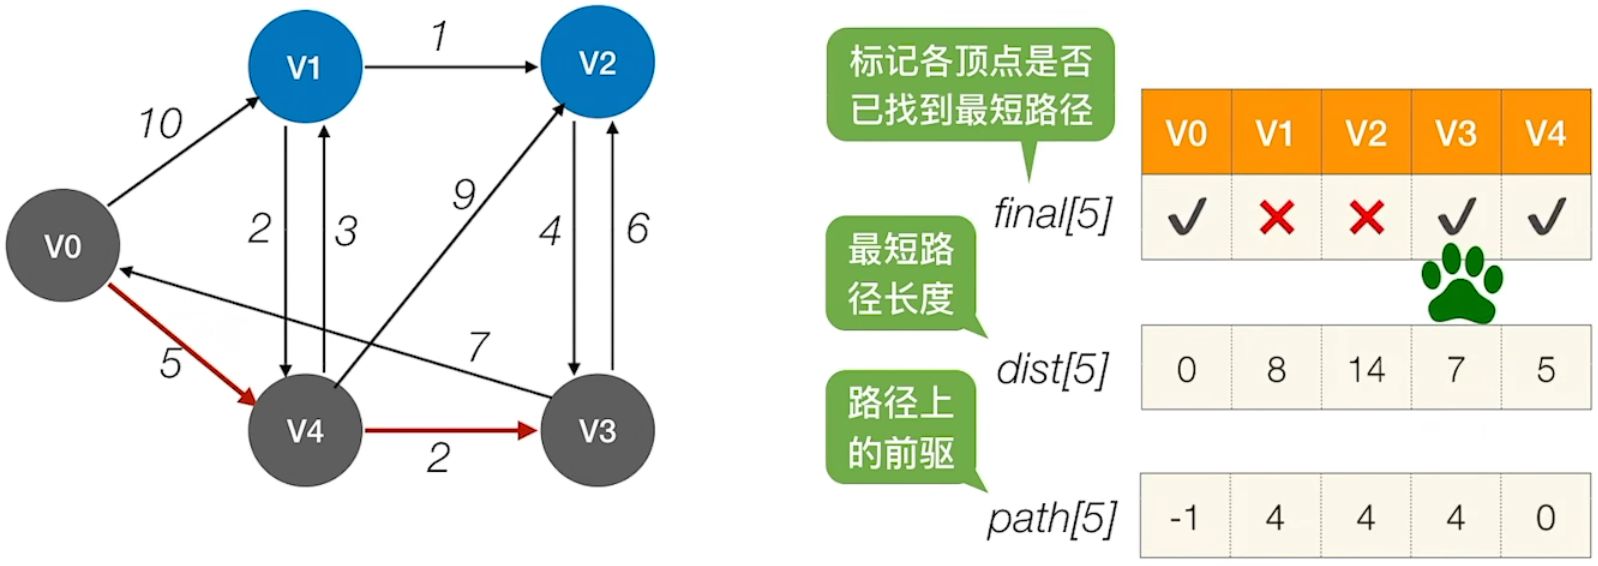 V1
1
V2
10
2
3
9
4
6
V0
7
5
V4
2
V3
标记各顶点是否
已找到最短路径
V0 V1 V2 V3 V4
final[5] ✓ ✕ ✕ ✓ ✓
最短路
径长度
dist[5] 0 8 14 7 5
路径上
的前驱
path[5] -1 4 4 4 0